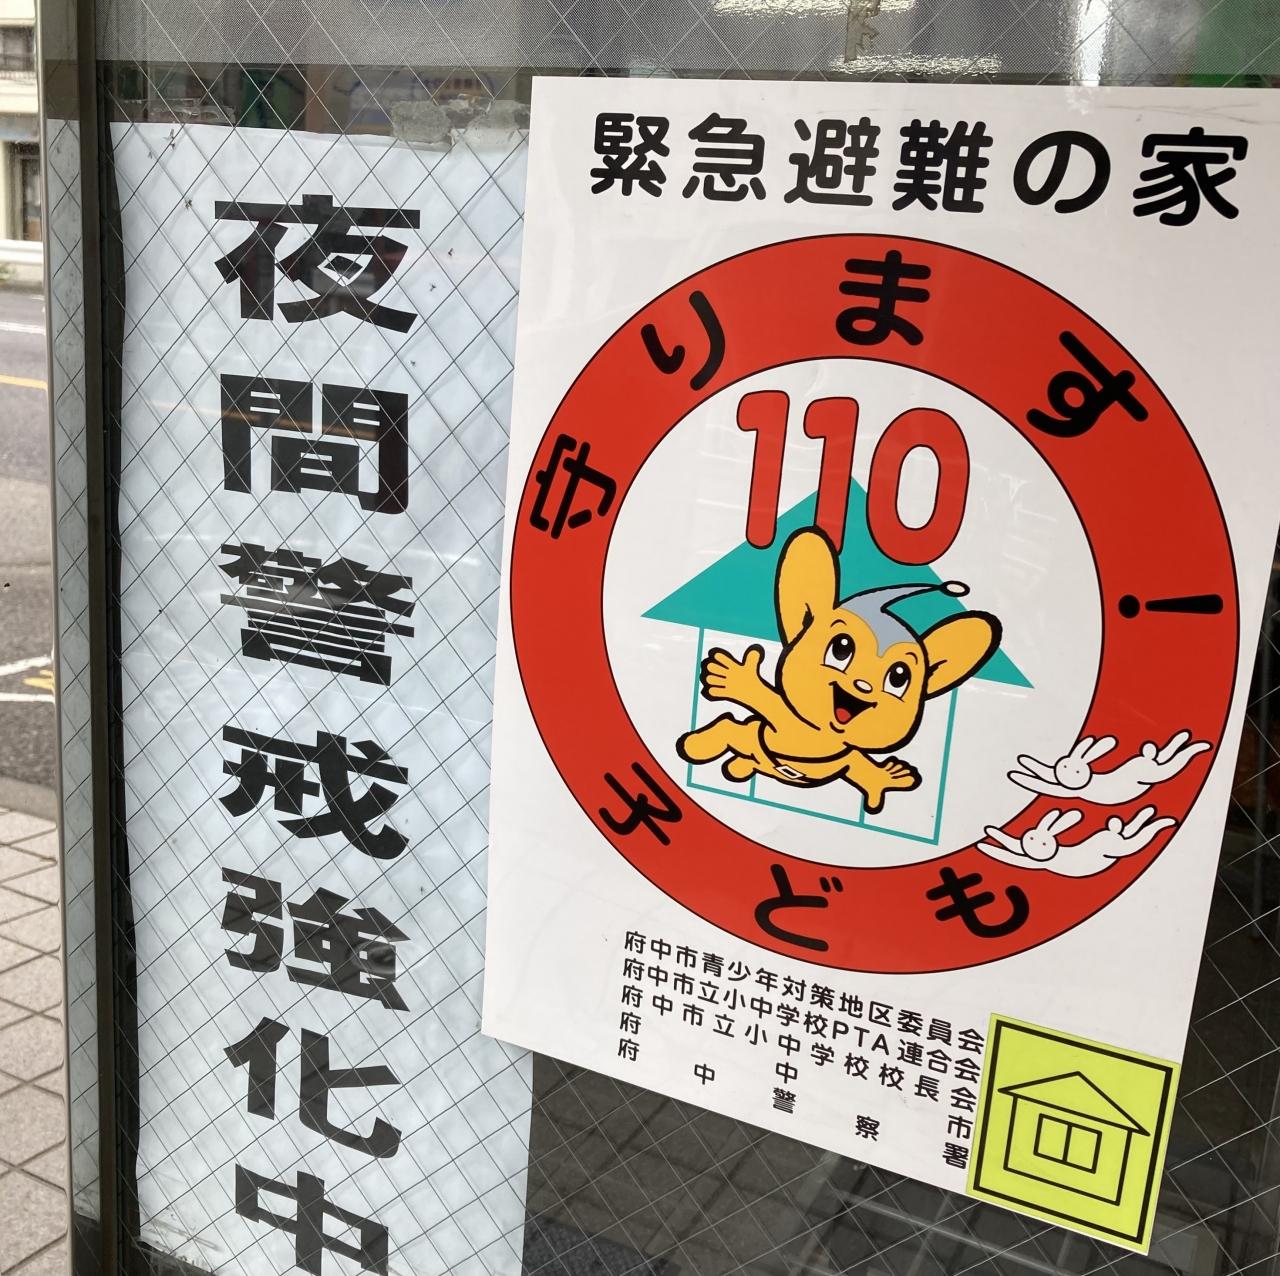 夜間警戒強化中
緊急避難の家
子ども守ります！
110
府中市青少年対策地区委員会
府中市立小中学校PTA連合会
府中市立小中学校校長会
府中市
府中警察署